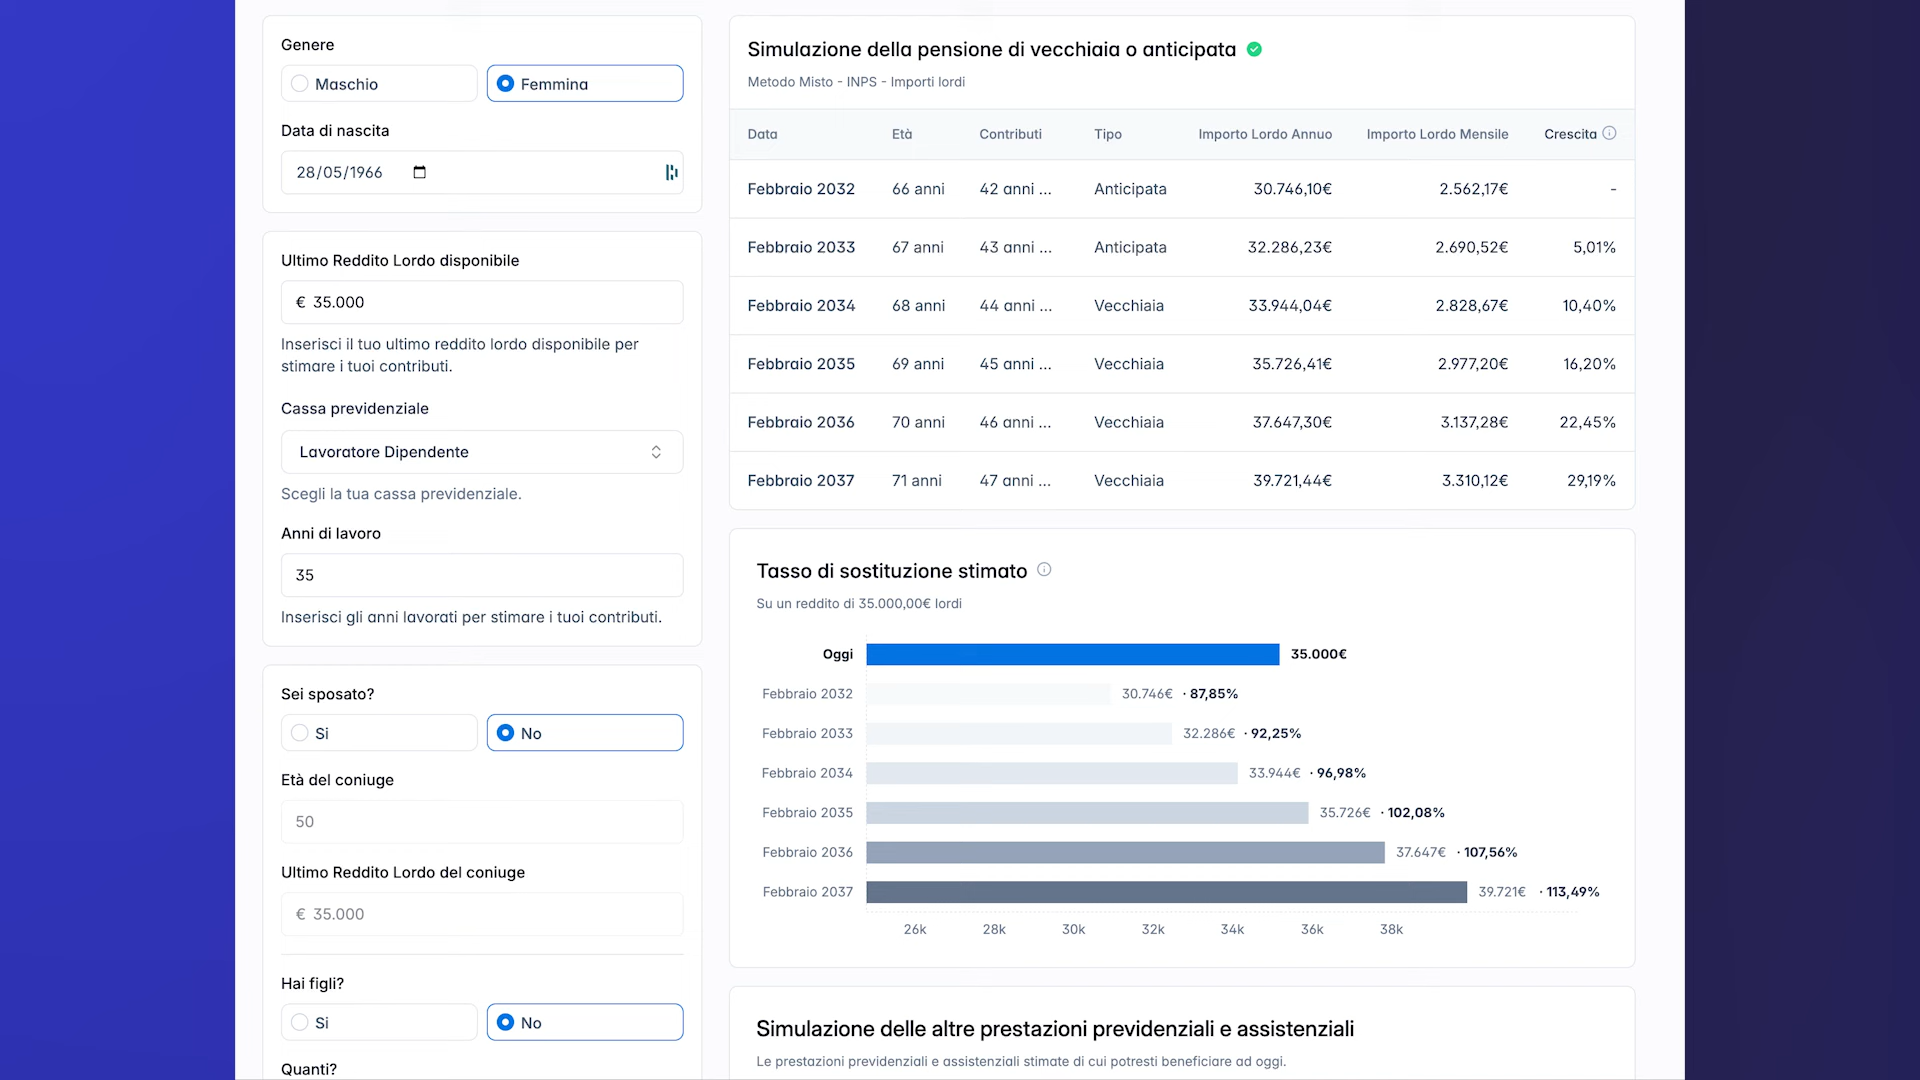 Genere
Maschio
Femmina
Data di nascita
28/05/1966
Ultimo Reddito Lordo disponibile
€ 35.000
Inserisci il tuo ultimo reddito lordo disponibile per
stimare i tuoi contributi.
Cassa previdenziale
Lavoratore Dipendente
Scegli la tua cassa previdenziale.
Anni di lavoro
35
Inserisci gli anni lavorati per stimare i tuoi contributi.
Sei sposato?
Si
No
Età del coniuge
50
Ultimo Reddito Lordo del coniuge
€ 35.000
Hai figli?
Si
No
Quanti?
Simulazione della pensione di vecchiaia o anticipata
Metodo Misto - INPS - Importi lordi
Data Età Contributi Tipo Importo Lordo Annuo Importo Lordo Mensile Crescita
Febbraio 2032 66 anni 42 anni ... Anticipata 30.746,10€ 2.562,17€ -
Febbraio 2033 67 anni 43 anni ... Anticipata 32.286,23€ 2.690,52€ 5,01%
Febbraio 2034 68 anni 44 anni ... Vecchiaia 33.944,04€ 2.828,67€ 10,40%
Febbraio 2035 69 anni 45 anni ... Vecchiaia 35.726,41€ 2.977,20€ 16,20%
Febbraio 2036 70 anni 46 anni ... Vecchiaia 37.647,30€ 3.137,28€ 22,45%
Febbraio 2037 71 anni 47 anni ... Vecchiaia 39.721,44€ 3.310,12€ 29,19%
Tasso di sostituzione stimato
Su un reddito di 35.000,00€ lordi
Oggi 35.000€
Febbraio 2032 30.746€ · 87,85%
Febbraio 2033 32.286€ · 92,25%
Febbraio 2034 33.944€ · 96,98%
Febbraio 2035 35.726€ · 102,08%
Febbraio 2036 37.647€ · 107,56%
Febbraio 2037 39.721€ · 113,49%
26k 28k 30k 32k 34k 36k 38k
Simulazione delle altre prestazioni previdenziali e assistenziali
Le prestazioni previdenziali e assistenziali stimate di cui potresti beneficiare ad oggi.